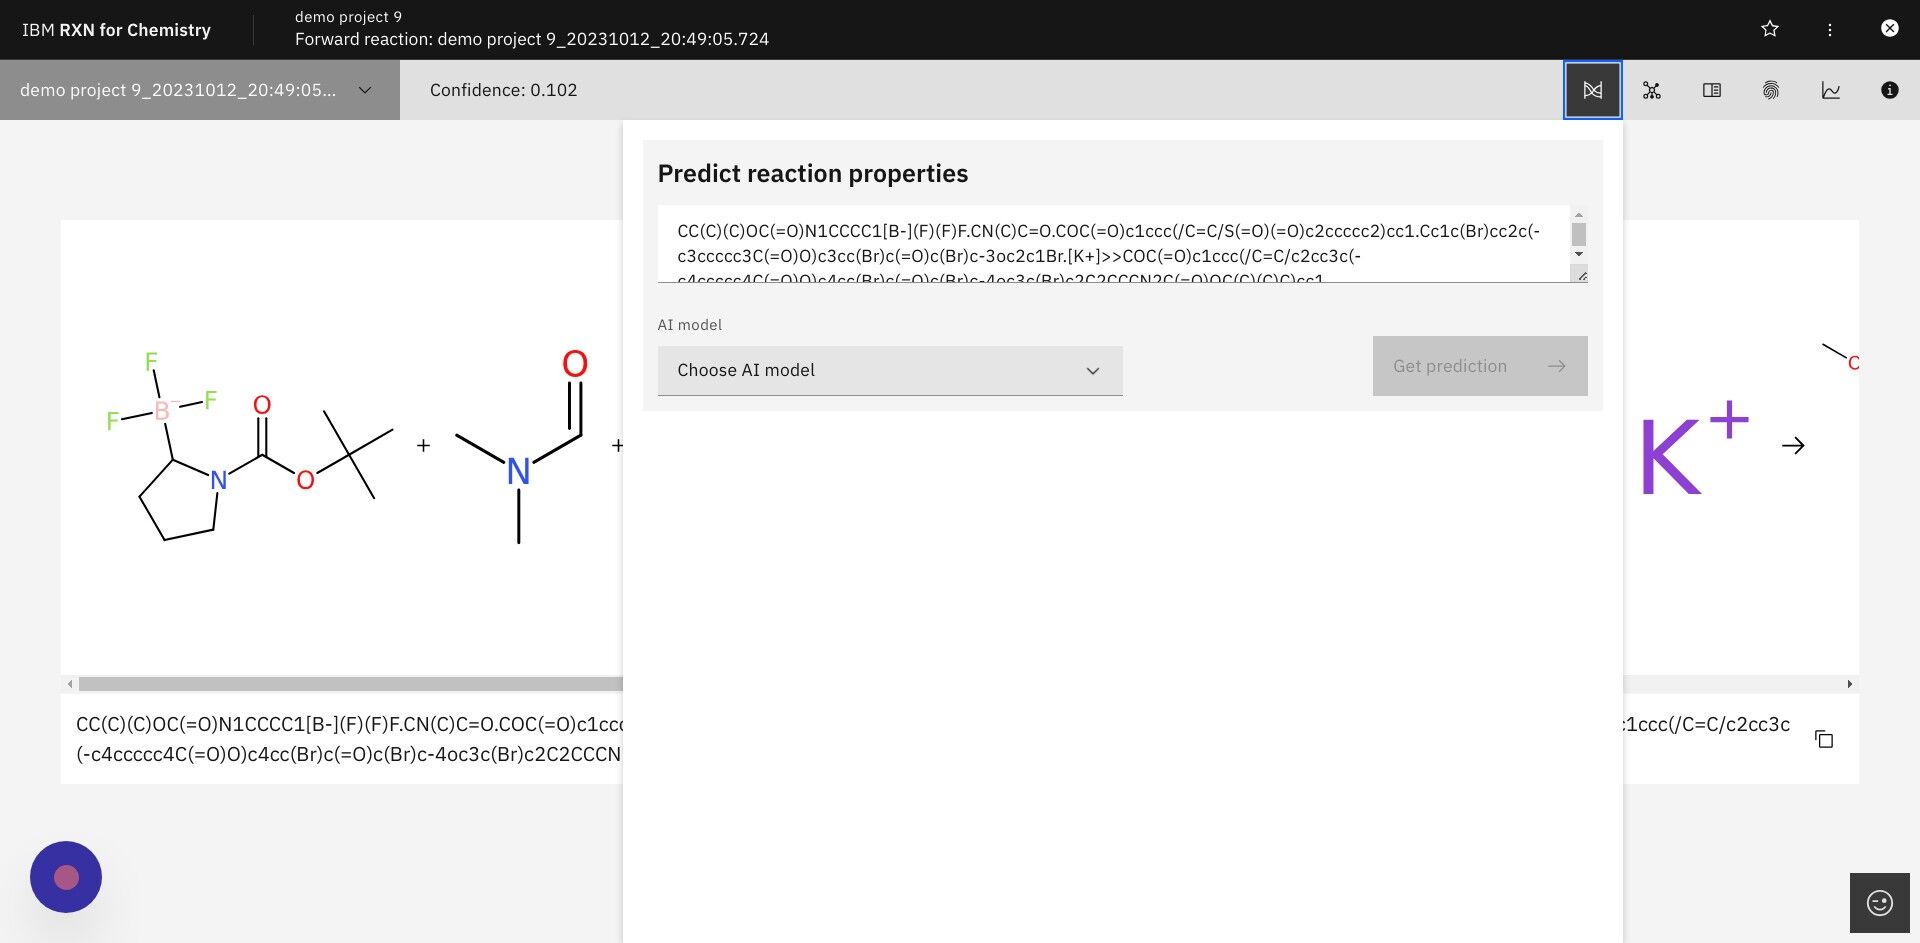 IBM RXN for Chemistry
demo project 9
Forward reaction: demo project 9_20231012_20:49:05.724
demo project 9_20231012_20:49:05...
Confidence: 0.102
Predict reaction properties
CC(C)(C)OC(=O)N1CCCC1[B-](F)(F)F.CN(C)C=O.COC(=O)c1ccc(/C=C/S(=O)(=O)c2ccccc2)cc1.Cc1c(Br)cc2c(-
c3ccccc3C(=O)O)c3cc(Br)c(=O)c(Br)c-3oc2c1Br.[K+]>>COC(=O)c1ccc(/C=C/c2cc3c(-
c4ccccc4C(=O)O)c4cc(Br)c(=O)c(Br)c-4oc3c(Br)c2C2CCCN2C(=O)OC(C)(C)C)cc1
AI model
Choose AI model
Get prediction
F
F
B-
F
O
N
O
+
O
N
+
K+
O
CC(C)(C)OC(=O)N1CCCC1[B-](F)(F)F.CN(C)C=O.COC(=O)c1ccc
c1ccc(/C=C/c2cc3c
(-c4ccccc4C(=O)O)c4cc(Br)c(=O)c(Br)c-4oc3c(Br)c2C2CCCN